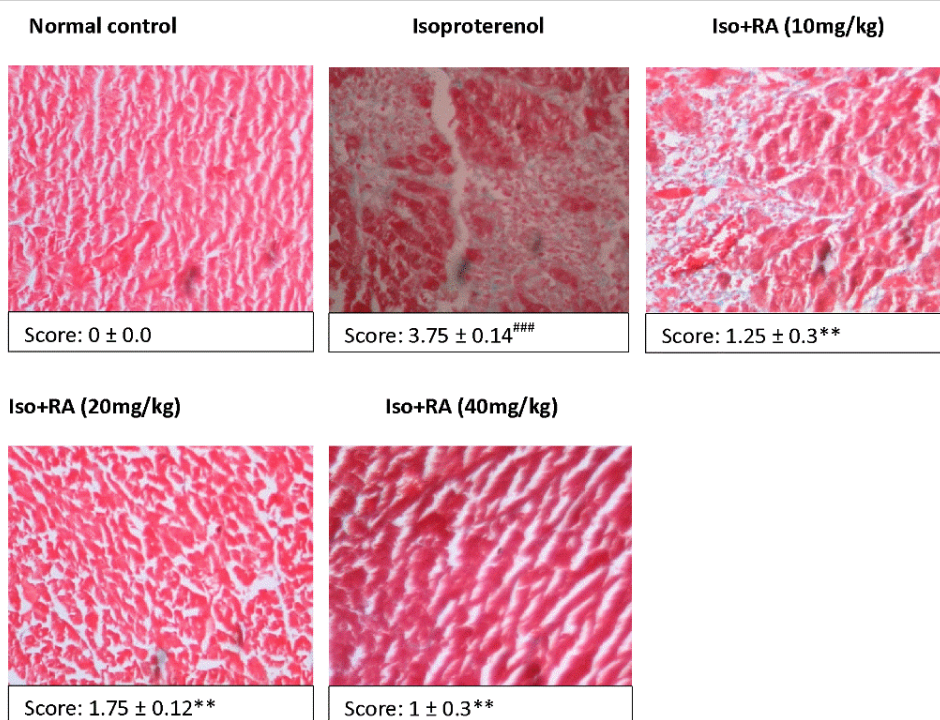 Normal control
Isoproterenol
Iso+RA (10mg/kg)
Score: 0 ± 0.0
Score: 3.75 ± 0.14###
Score: 1.25 ± 0.3**
Iso+RA (20mg/kg)
Iso+RA (40mg/kg)
Score: 1.75 ± 0.12**
Score: 1 ± 0.3**